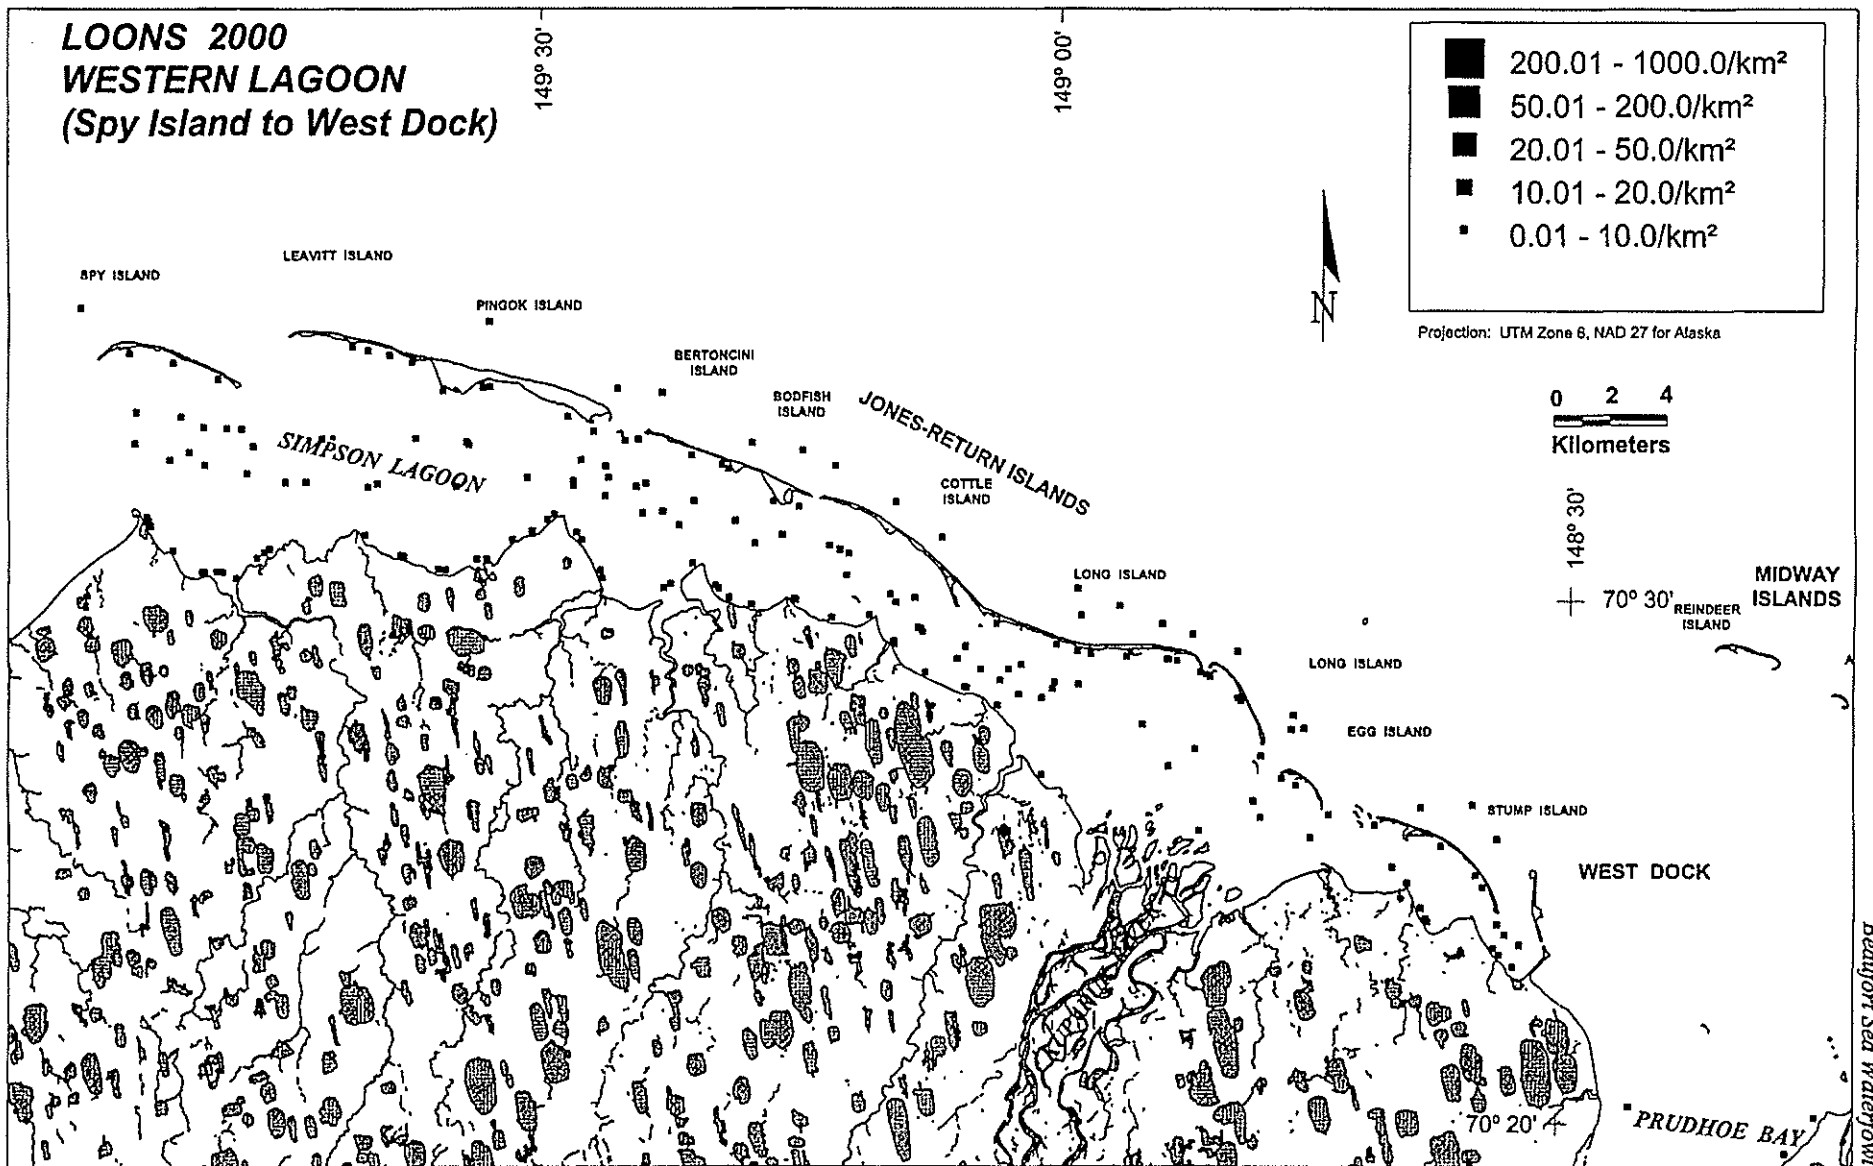 LOONS 2000
WESTERN LAGOON
(Spy Island to West Dock)
149° 30'
149° 00'
200.01 - 1000.0/km²
50.01 - 200.0/km²
20.01 - 50.0/km²
10.01 - 20.0/km²
0.01 - 10.0/km²
N
Projection: UTM Zone 6, NAD 27 for Alaska
0 2 4
Kilometers
SPY ISLAND
LEAVITT ISLAND
PINGOK ISLAND
BERTONCINI
ISLAND
BODFISH
ISLAND
JONES-RETURN ISLANDS
SIMPSON LAGOON
COTTLE
ISLAND
148° 30'
LONG ISLAND
70° 30'
MIDWAY
ISLANDS
REINDEER
ISLAND
LONG ISLAND
EGG ISLAND
STUMP ISLAND
WEST DOCK
70° 20'
PRUDHOE BAY
Beaufort Sea